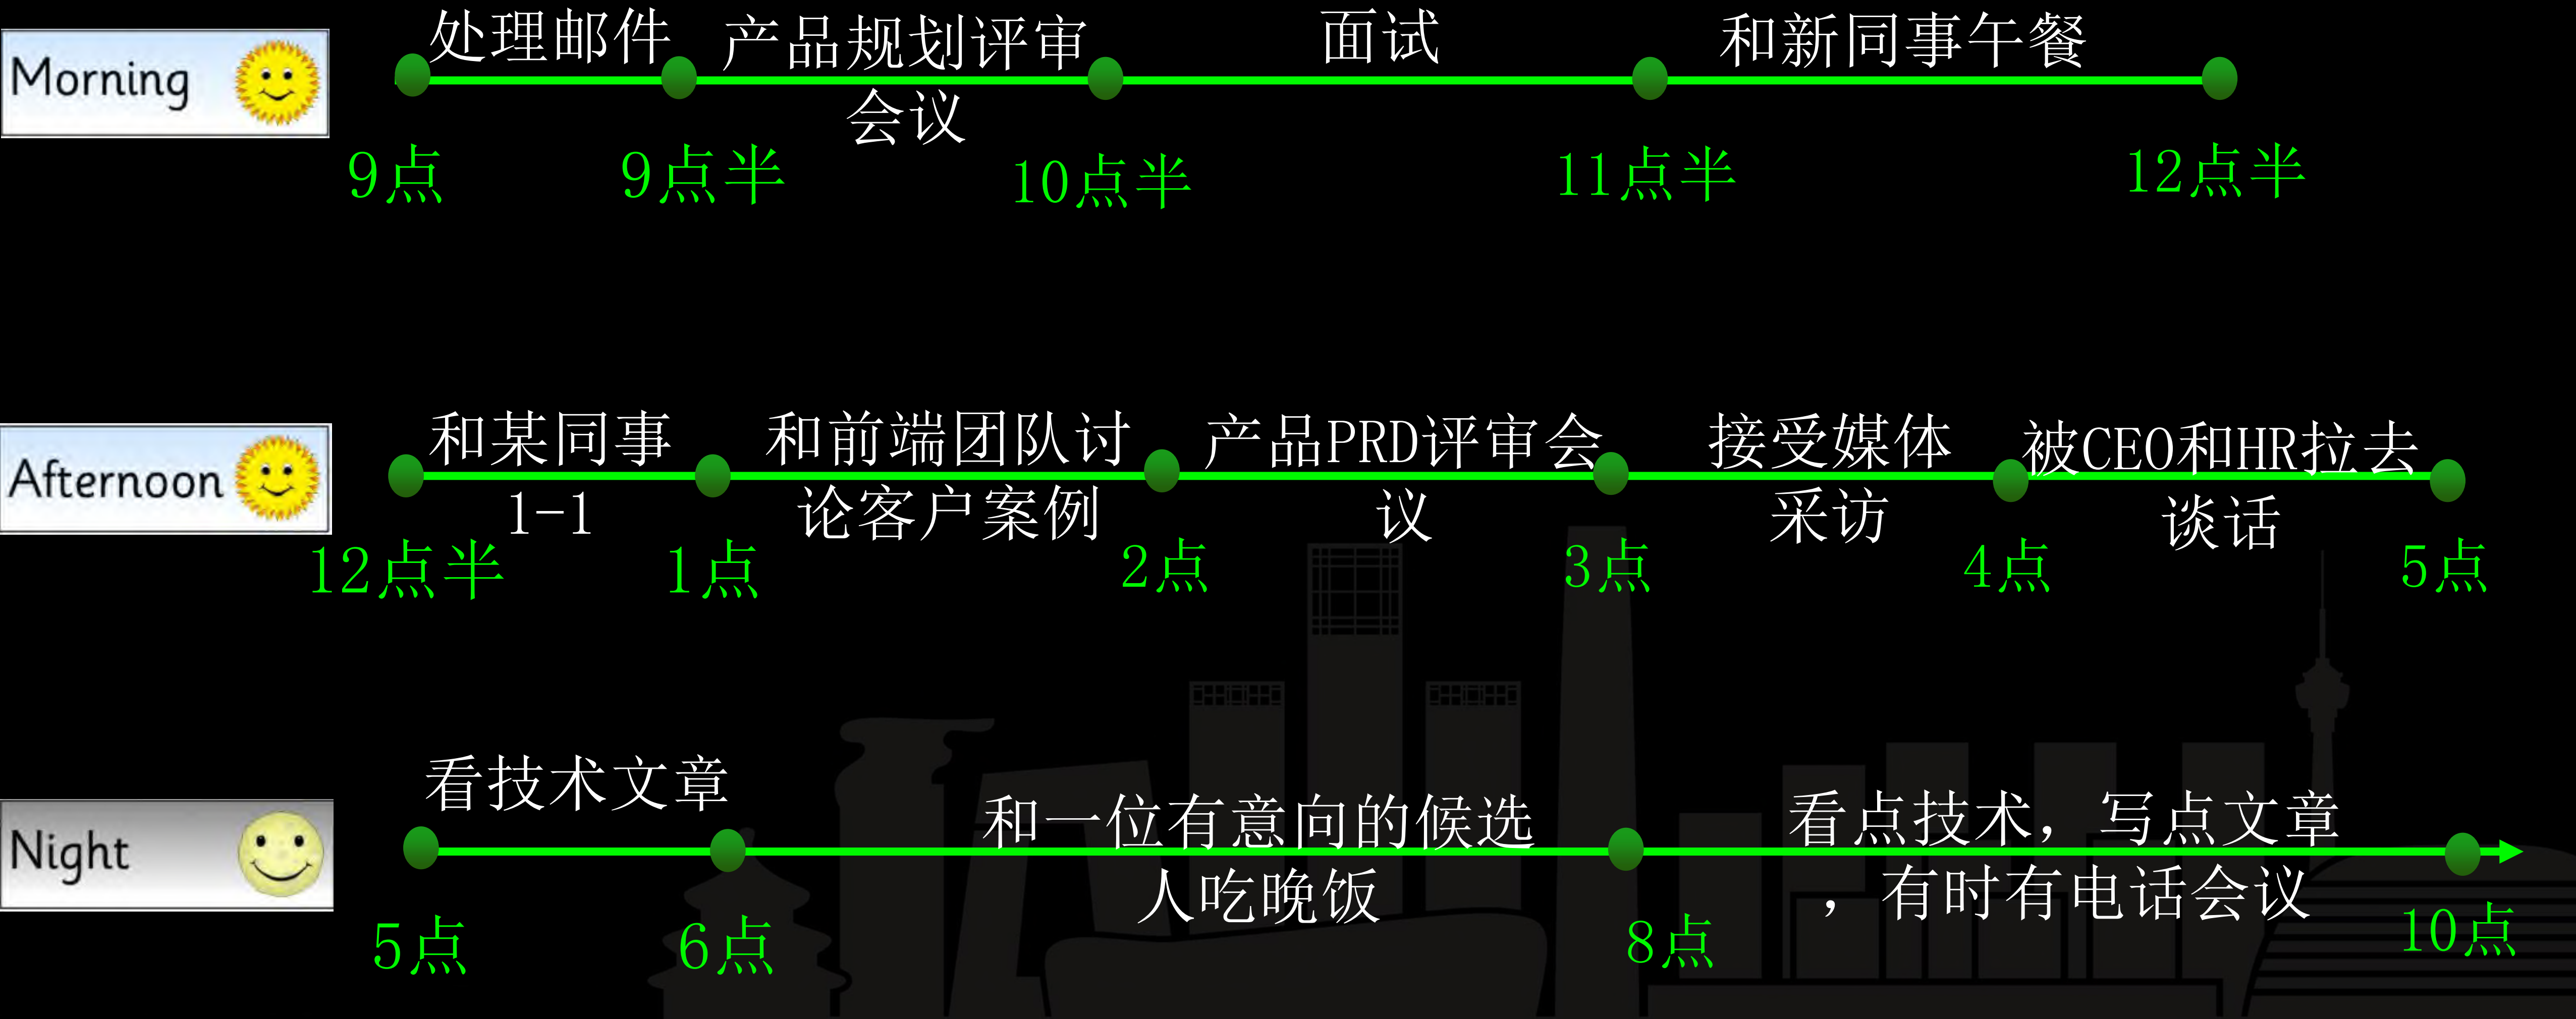 Morning
处理邮件
产品规划评审
会议
面试
和新同事午餐
9点
9点半
10点半
11点半
12点半
Afternoon
和某同事
1-1
和前端团队讨
论客户案例
产品PRD评审会
议
接受媒体
采访
被CEO和HR拉去
谈话
12点半
1点
2点
3点
4点
5点
Night
看技术文章
和一位有意向的候选
人吃晚饭
看点技术，写点文章
，有时有电话会议
5点
6点
8点
10点